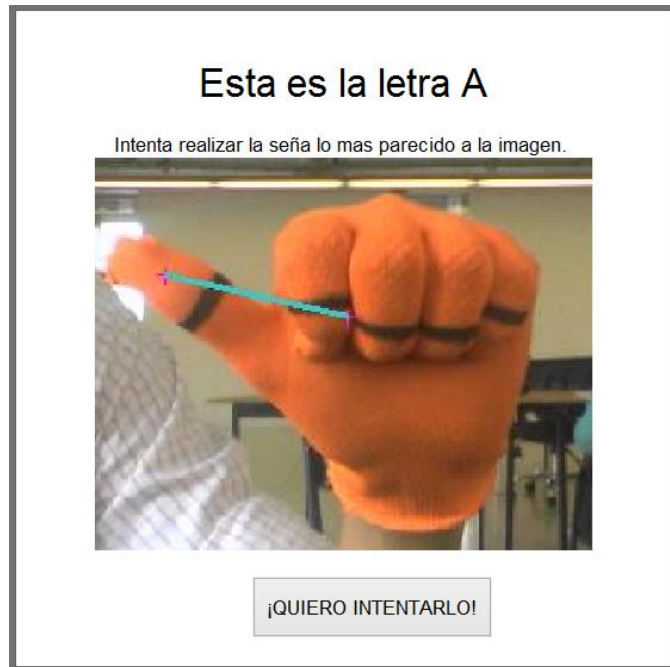 Esta es la letra A
Intenta realizar la seña lo mas parecido a la imagen.
¡QUIERO INTENTARLO!